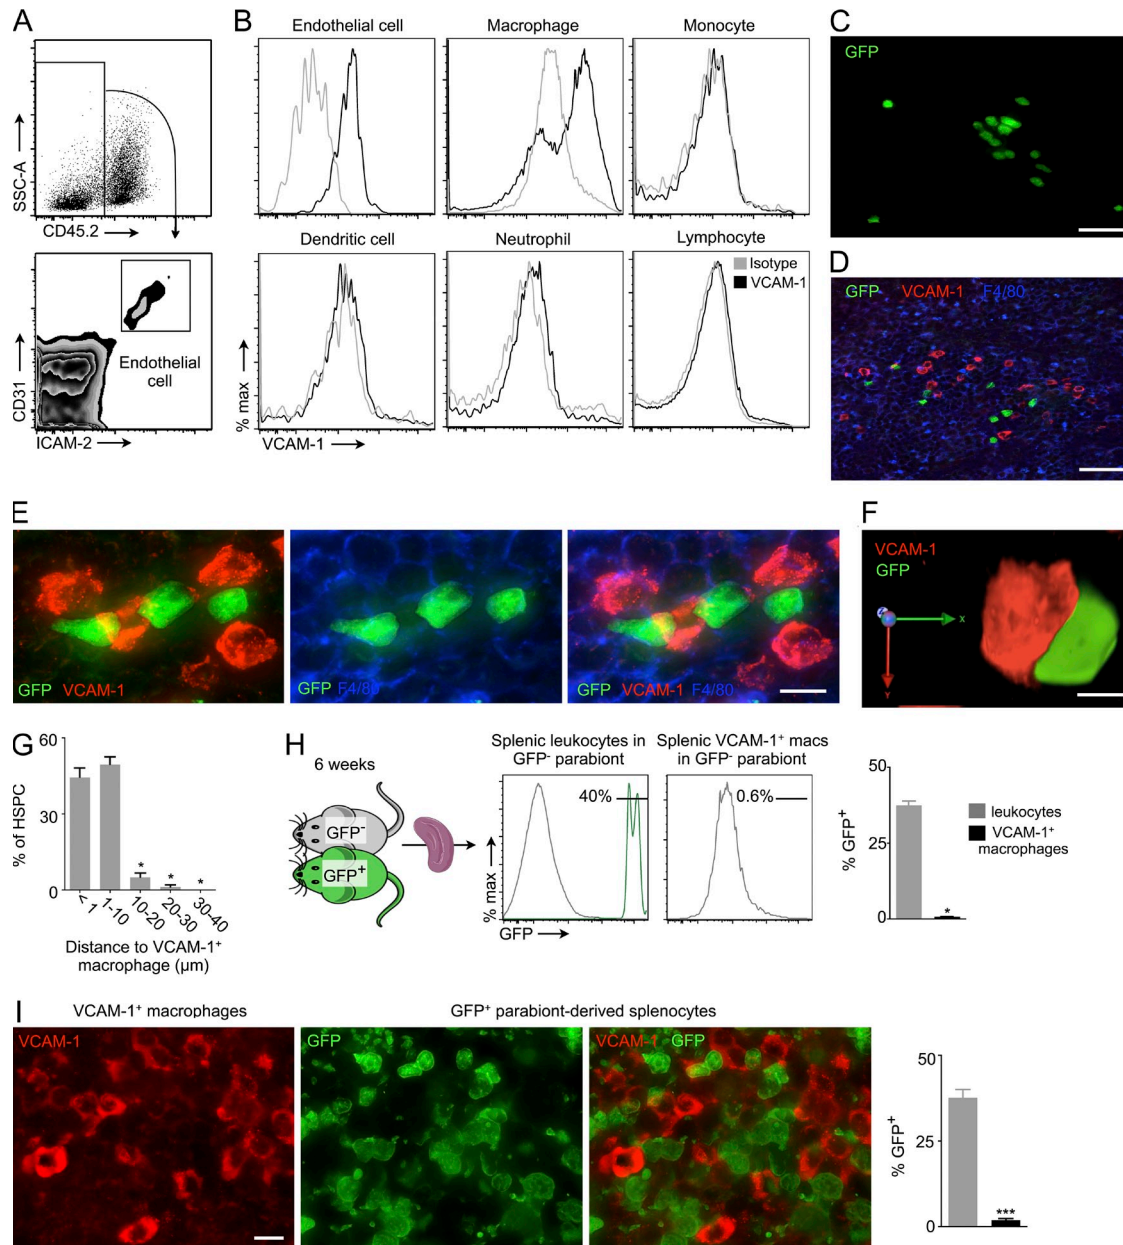 A
SSC-A
CD45.2
CD31
ICAM-2
Endothelial
cell
B
Endothelial cell
Macrophage
Monocyte
Dendritic cell
Neutrophil
Lymphocyte
Isotype
VCAM-1
% max
VCAM-1
C
GFP
D
GFP VCAM-1 F4/80
E
GFP VCAM-1
GFP F4/80
GFP VCAM-1 F4/80
F
VCAM-1
GFP
X
Y
G
60
30
0
% of HSPC
< 1
1-10
10-20
20-30
30-40
*
*
*
Distance to VCAM-1⁺
macrophage (µm)
H
6 weeks
GFP⁻
GFP⁺
Splenic leukocytes in
GFP⁻ parabiont
40%
% max
GFP
Splenic VCAM-1⁺ macs
in GFP⁻ parabiont
0.6%
50
25
0
% GFP⁺
*
leukocytes
VCAM-1⁺
macrophages
I
VCAM-1⁺ macrophages
GFP⁺ parabiont-derived splenocytes
VCAM-1
GFP
VCAM-1 GFP
50
25
0
% GFP⁺
***